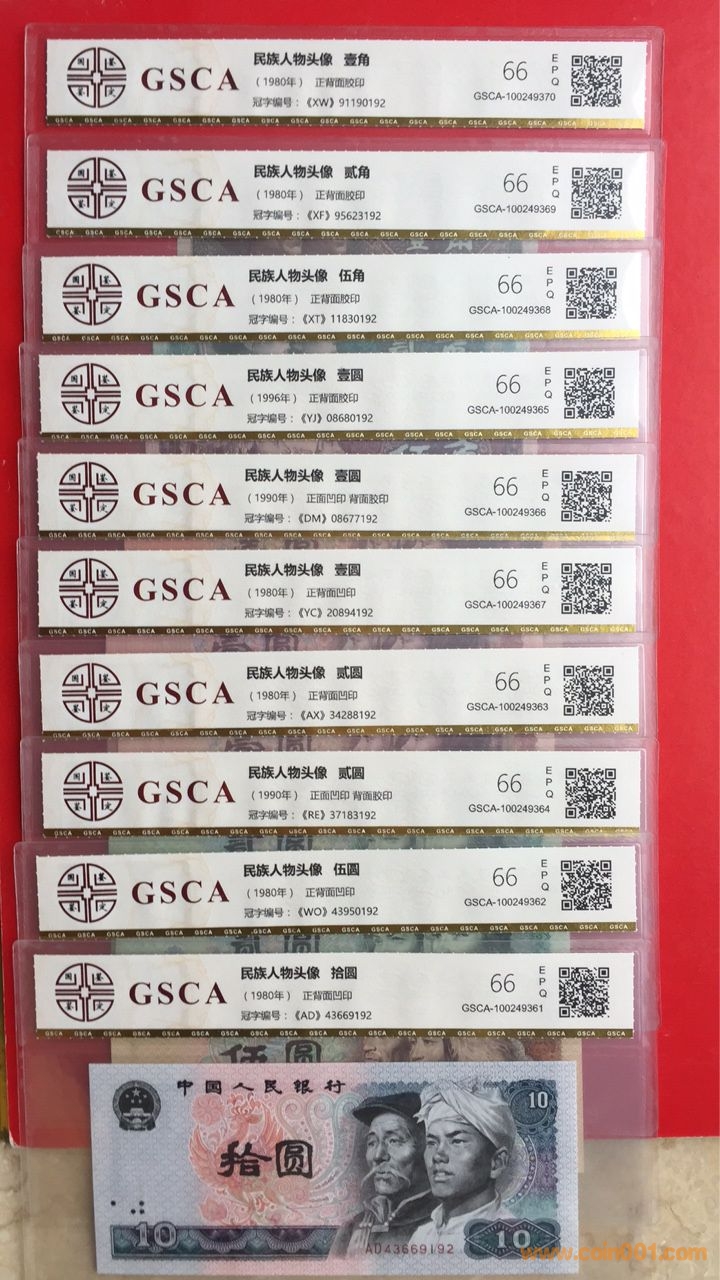 GSCA
民族人物头像 壹角
（1980年） 正背面胶印
冠字编号：《XW》91190192
66
EPQ
GSCA-100249370
GSCA
民族人物头像 贰角
（1980年） 正背面胶印
冠字编号：《XF》95623192
66
EPQ
GSCA-100249369
GSCA
民族人物头像 伍角
（1980年） 正背面胶印
冠字编号：《XT》11830192
66
EPQ
GSCA-100249368
GSCA
民族人物头像 壹圆
（1996年） 正背面胶印
冠字编号：《YJ》08680192
66
EPQ
GSCA-100249365
GSCA
民族人物头像 壹圆
（1990年） 正面凹印 背面胶印
冠字编号：《DM》08677192
66
EPQ
GSCA-100249366
GSCA
民族人物头像 壹圆
（1980年） 正背面凹印
冠字编号：《YC》20894192
66
EPQ
GSCA-100249367
GSCA
民族人物头像 贰圆
（1980年） 正背面凹印
冠字编号：《AX》34288192
66
EPQ
GSCA-100249363
GSCA
民族人物头像 贰圆
（1990年） 正面凹印 背面胶印
冠字编号：《RE》37183192
66
EPQ
GSCA-100249364
GSCA
民族人物头像 伍圆
（1980年） 正背面凹印
冠字编号：《WO》43950192
66
EPQ
GSCA-100249362
GSCA
民族人物头像 拾圆
（1980年） 正背面凹印
冠字编号：《AD》43669192
66
EPQ
GSCA-100249361
伍圆
中国人民银行
10
拾圆
10
AD43669192
10
www.coin001.com